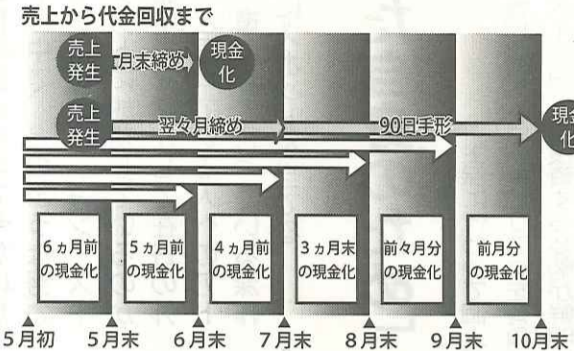 売上から代金回収まで
売上
発生
月末締め
現金
化
売上
発生
翌々月締め
90日手形
現金
化
6ヵ月前
の現金化
5ヵ月前
の現金化
4ヵ月前
の現金化
3ヵ月末
の現金化
前々月分
の現金化
前月分
の現金化
5月初
5月末
6月末
7月末
8月末
9月末
10月末